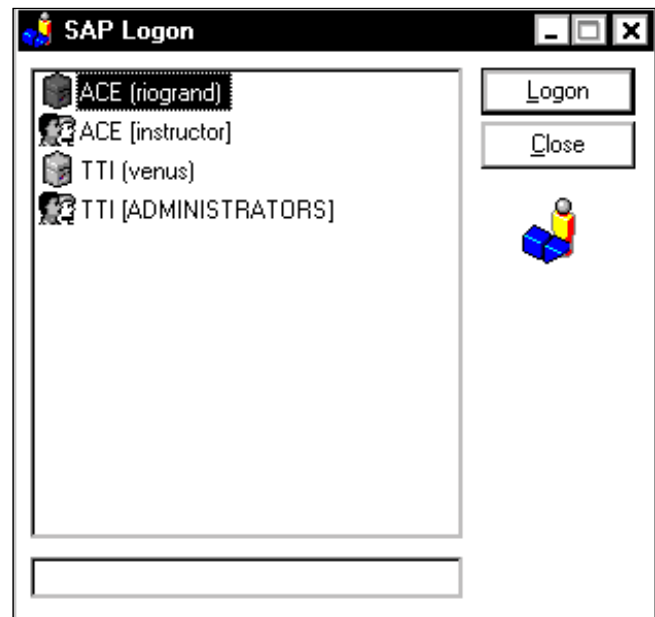 SAP Logon
ACE (riogrand)
ACE [instructor]
TTI (venus)
TTI [ADMINISTRATORS]
Logon
Close